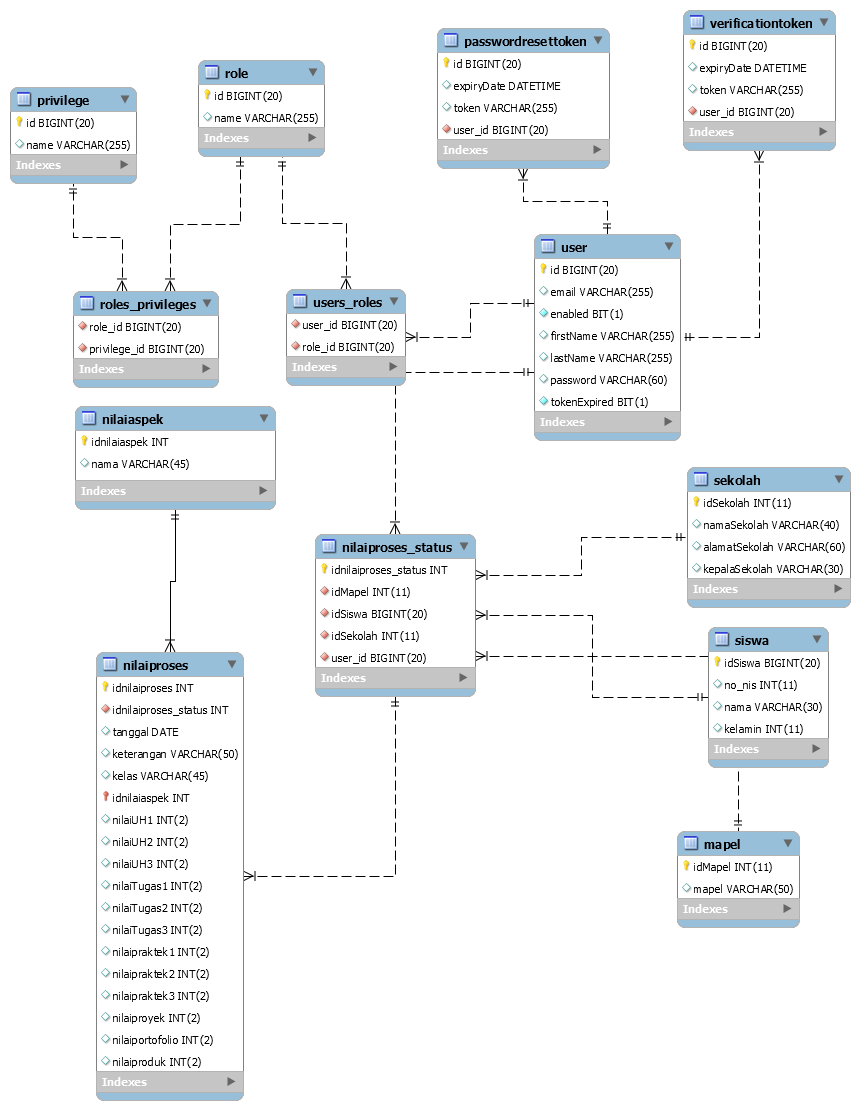 privilege
id BIGINT(20)
name VARCHAR(255)
Indexes
role
id BIGINT(20)
name VARCHAR(255)
Indexes
passwordresettoken
id BIGINT(20)
expiryDate DATETIME
token VARCHAR(255)
user_id BIGINT(20)
Indexes
verificationtoken
id BIGINT(20)
expiryDate DATETIME
token VARCHAR(255)
user_id BIGINT(20)
Indexes
roles_privileges
role_id BIGINT(20)
privilege_id BIGINT(20)
Indexes
users_roles
user_id BIGINT(20)
role_id BIGINT(20)
Indexes
user
id BIGINT(20)
email VARCHAR(255)
enabled BIT(1)
firstName VARCHAR(255)
lastName VARCHAR(255)
password VARCHAR(60)
tokenExpired BIT(1)
Indexes
nilaiaspek
idnilaiaspek INT
nama VARCHAR(45)
Indexes
nilaiproses_status
idnilaiproses_status INT
idMapel INT(11)
idSiswa BIGINT(20)
idSekolah INT(11)
user_id BIGINT(20)
Indexes
sekolah
idSekolah INT(11)
namaSekolah VARCHAR(40)
alamatSekolah VARCHAR(60)
kepalaSekolah VARCHAR(30)
Indexes
siswa
idSiswa BIGINT(20)
no_nis INT(11)
nama VARCHAR(30)
kelamin INT(11)
Indexes
mapel
idMapel INT(11)
mapel VARCHAR(50)
Indexes
nilaiproses
idnilaiproses INT
idnilaiproses_status INT
tanggal DATE
keterangan VARCHAR(50)
kelas VARCHAR(45)
idnilaiaspek INT
nilaiUH1 INT(2)
nilaiUH2 INT(2)
nilaiUH3 INT(2)
nilaiTugas1 INT(2)
nilaiTugas2 INT(2)
nilaiTugas3 INT(2)
nilaipraktek1 INT(2)
nilaipraktek2 INT(2)
nilaipraktek3 INT(2)
nilaiproyek INT(2)
nilaiportofolio INT(2)
nilaiproduk INT(2)
Indexes